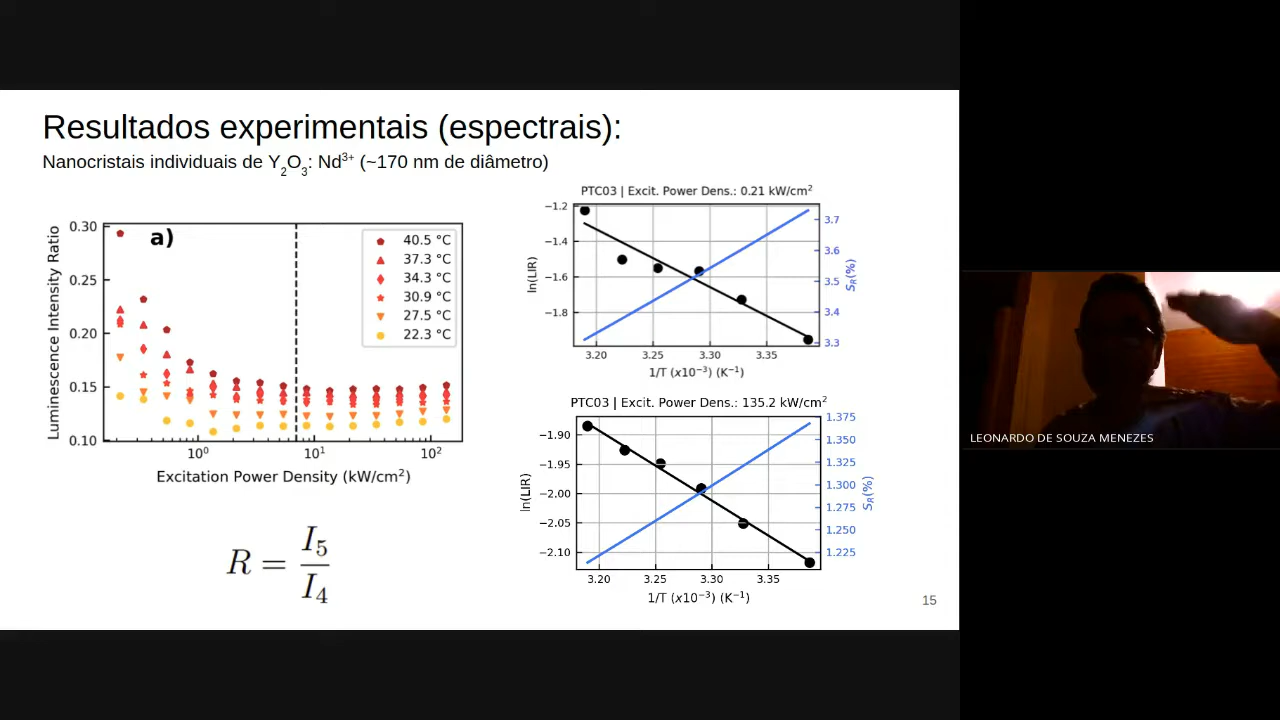 Resultados experimentais (espectrais):
Nanocristais individuais de Y₂O₃: Nd³⁺ (~170 nm de diâmetro)
a)
Luminescence Intensity Ratio
0.30
0.25
0.20
0.15
0.10
10⁰
10¹
10²
Excitation Power Density (kW/cm²)
40.5 °C
37.3 °C
34.3 °C
30.9 °C
27.5 °C
22.3 °C
R = I₅ / I₄
PTC03 | Excit. Power Dens.: 0.21 kW/cm²
ln(LIR)
−1.2
−1.4
−1.6
−1.8
3.20
3.25
3.30
3.35
1/T (x10⁻³) (K⁻¹)
3.7
3.6
3.5
3.4
3.3
S_R(%)
PTC03 | Excit. Power Dens.: 135.2 kW/cm²
ln(LIR)
−1.90
−1.95
−2.00
−2.05
−2.10
3.20
3.25
3.30
3.35
1/T (x10⁻³) (K⁻¹)
1.375
1.350
1.325
1.300
1.275
1.250
1.225
S_R(%)
15
LEONARDO DE SOUZA MENEZES